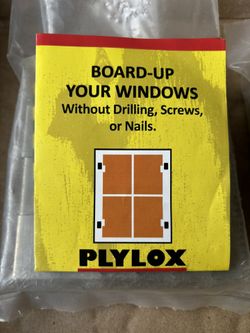 BOARD-UP
YOUR WINDOWS
Without Drilling, Screws,
or Nails.
PLYLOX